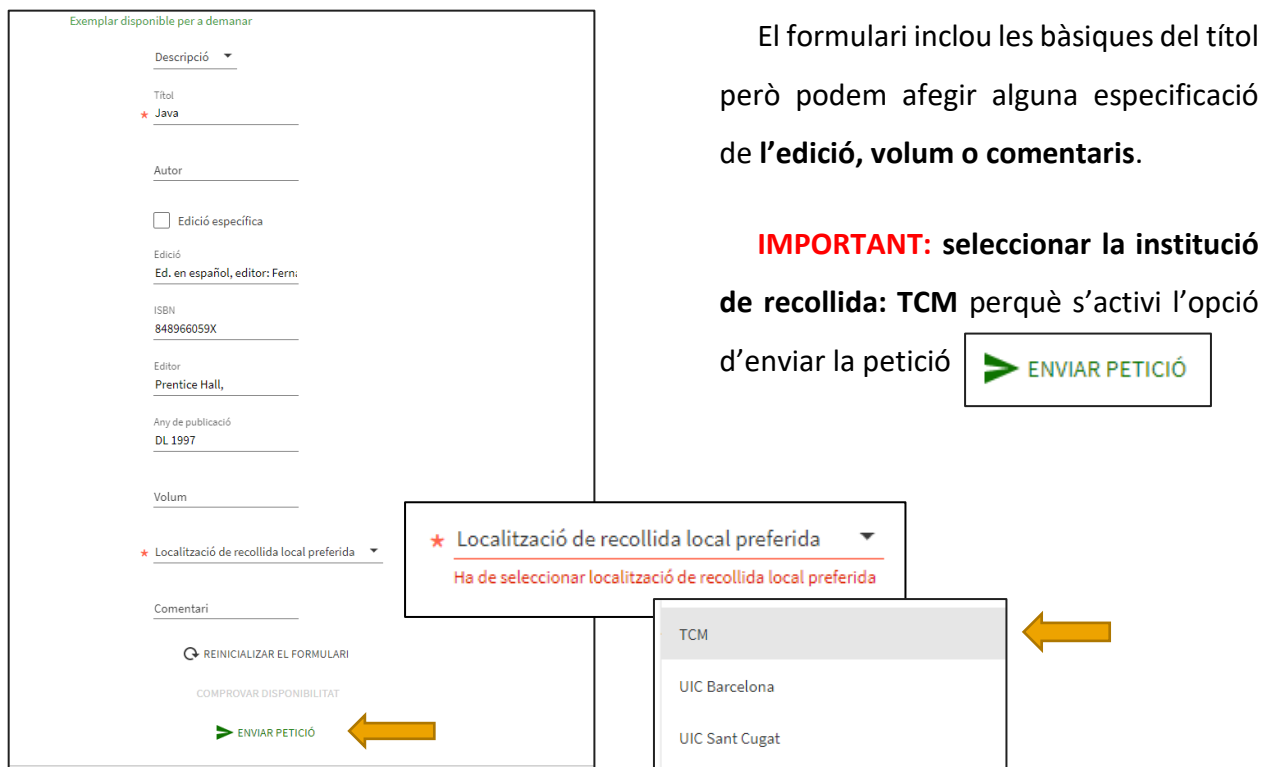 Exemplar disponible per a demanar
Descripció
Títol
* Java
Autor
Edició específica
Edició
Ed. en español, editor: Ferna
ISBN
848966059X
Editor
Prentice Hall,
Any de publicació
DL 1997
Volum
* Localització de recollida local preferida
Comentari
REINICIALIZAR EL FORMULARI
COMPROVAR DISPONIBILITAT
ENVIAR PETICIÓ
El formulari inclou les bàsiques del títol
però podem afegir alguna especificació
de l’edició, volum o comentaris.
IMPORTANT: seleccionar la institució
de recollida: TCM perquè s’activi l’opció
d’enviar la petició
ENVIAR PETICIÓ
* Localització de recollida local preferida
Ha de seleccionar localització de recollida local preferida
TCM
UIC Barcelona
UIC Sant Cugat